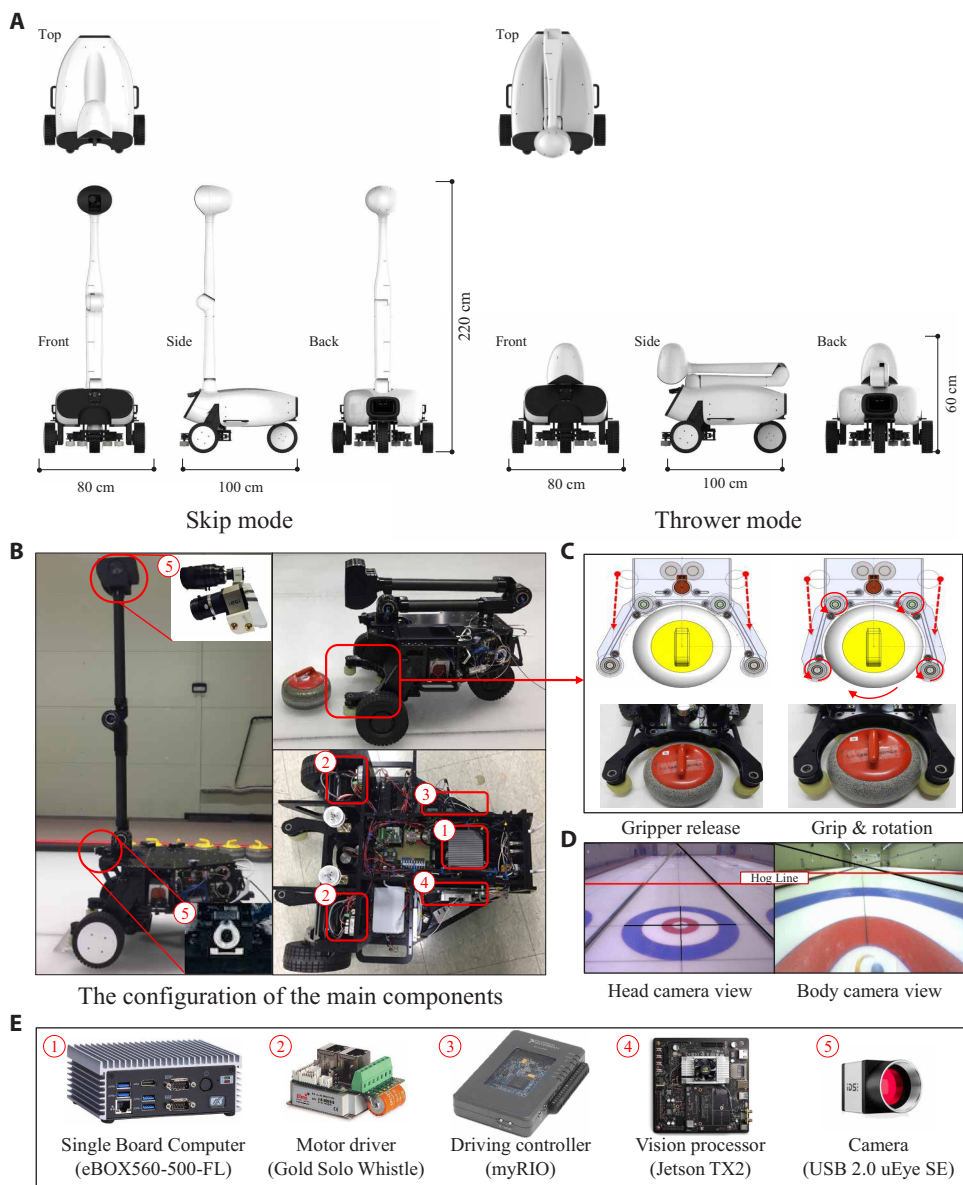 A
Top
Top
Front
Side
Back
220 cm
Front
Side
Back
60 cm
80 cm
100 cm
80 cm
100 cm
Skip mode
Thrower mode
B
5
5
2
3
1
4
2
The configuration of the main components
C
Gripper release
Grip & rotation
D
Hog Line
Head camera view
Body camera view
E
1
2
3
4
5
iDS
Single Board Computer
(eBOX560-500-FL)
Motor driver
(Gold Solo Whistle)
Driving controller
(myRIO)
Vision processor
(Jetson TX2)
Camera
(USB 2.0 uEye SE)